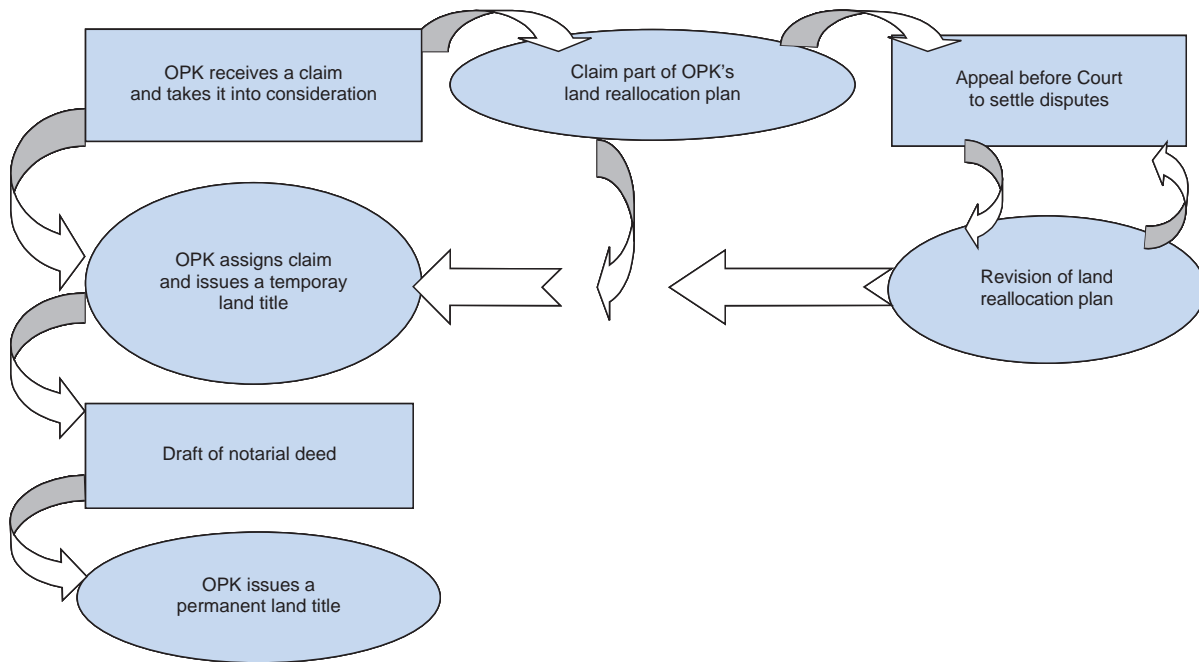 OPK receives a claim
and takes it into consideration
Claim part of OPK's
land reallocation plan
Appeal before Court
to settle disputes
OPK assigns claim
and issues a temporay
land title
Revision of land
reallocation plan
Draft of notarial deed
OPK issues a
permanent land title